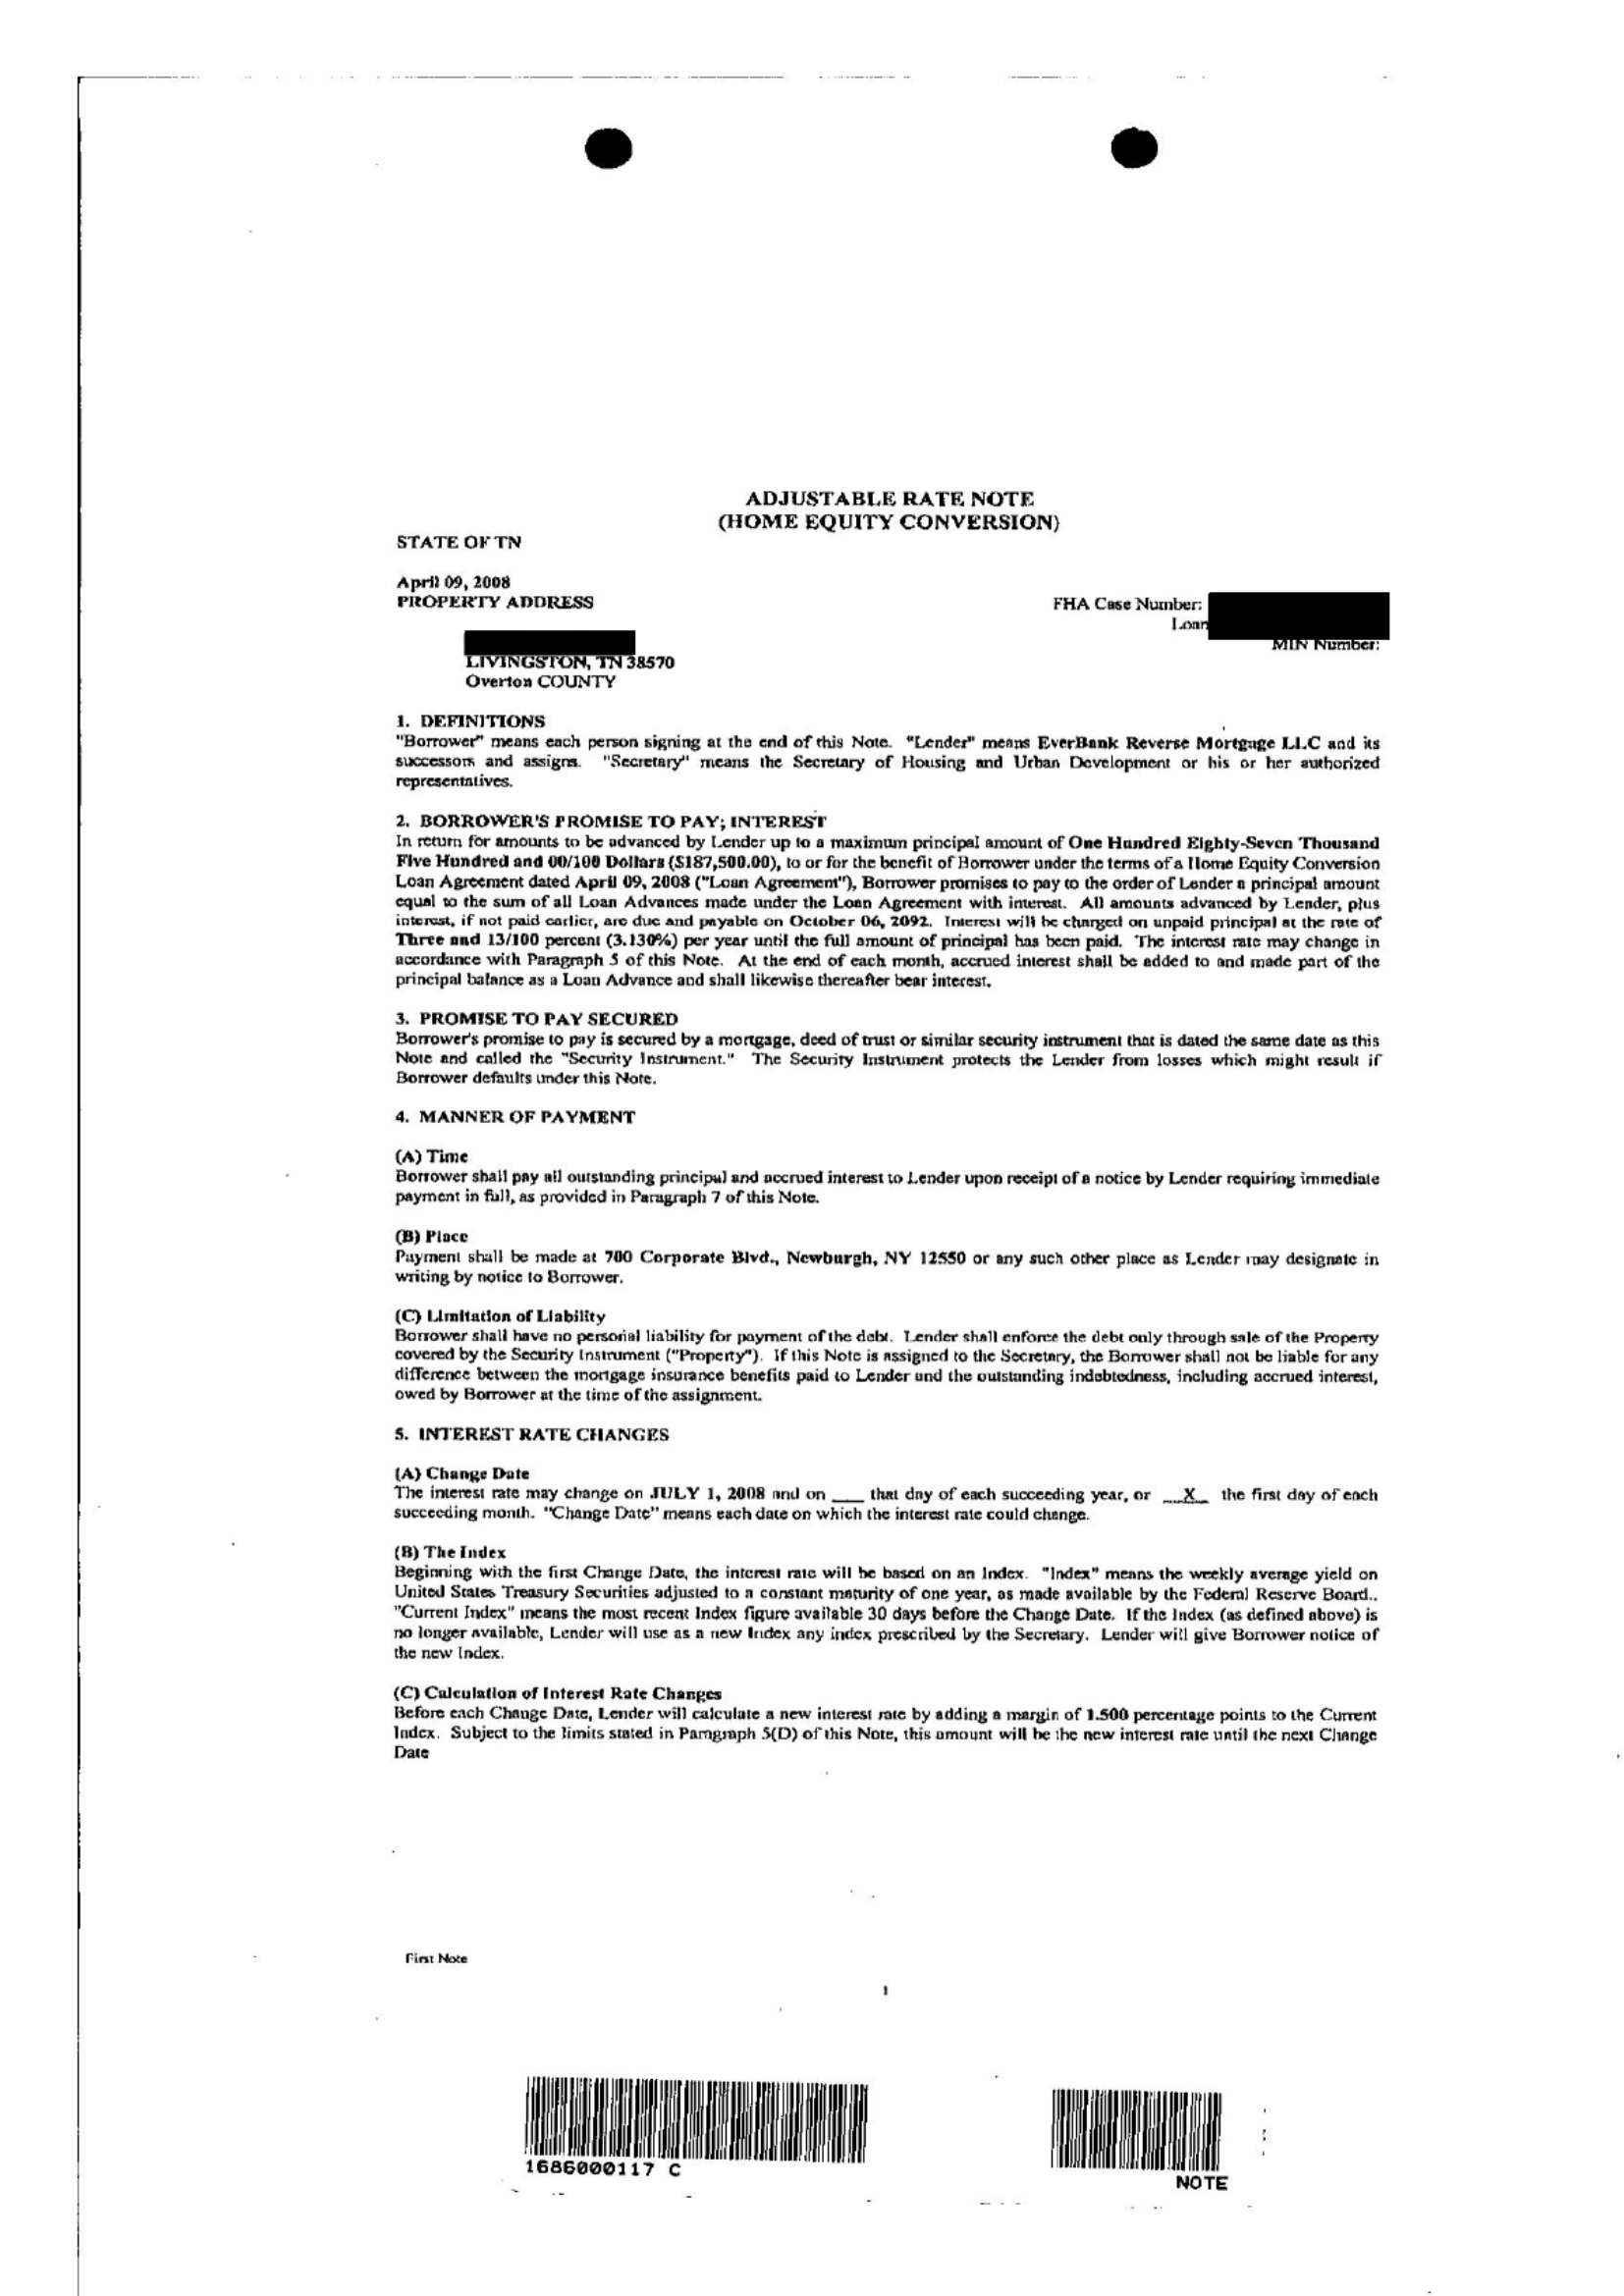 ADJUSTABLE RATE NOTE
(HOME EQUITY CONVERSION)
STATE OF TN
April 09, 2008
PROPERTY ADDRESS
FHA Case Number:
Loan
MIN Number:
LIVINGSTON, TN 38570
Overton COUNTY
1. DEFINITIONS
"Borrower" means each person signing at the end of this Note. "Lender" means EverBank Reverse Mortgage LLC and its
successors and assigns. "Secretary" means the Secretary of Housing and Urban Development or his or her authorized
representatives.
2. BORROWER'S PROMISE TO PAY; INTEREST
In return for amounts to be advanced by Lender up to a maximum principal amount of One Hundred Eighty-Seven Thousand
Five Hundred and 00/100 Dollars ($187,500.00), to or for the benefit of Borrower under the terms of a Home Equity Conversion
Loan Agreement dated April 09, 2008 ("Loan Agreement"), Borrower promises to pay to the order of Lender a principal amount
equal to the sum of all Loan Advances made under the Loan Agreement with interest. All amounts advanced by Lender, plus
interest, if not paid earlier, are due and payable on October 06, 2092. Interest will be charged on unpaid principal at the rate of
Three and 13/100 percent (3.130%) per year until the full amount of principal has been paid. The interest rate may change in
accordance with Paragraph 5 of this Note. At the end of each month, accrued interest shall be added to and made part of the
principal balance as a Loan Advance and shall likewise thereafter bear interest.
3. PROMISE TO PAY SECURED
Borrower's promise to pay is secured by a mortgage, deed of trust or similar security instrument that is dated the same date as this
Note and called the "Security Instrument." The Security Instrument protects the Lender from losses which might result if
Borrower defaults under this Note.
4. MANNER OF PAYMENT
(A) Time
Borrower shall pay all outstanding principal and accrued interest to Lender upon receipt of a notice by Lender requiring immediate
payment in full, as provided in Paragraph 7 of this Note.
(B) Place
Payment shall be made at 700 Corporate Blvd., Newburgh, NY 12550 or any such other place as Lender may designate in
writing by notice to Borrower.
(C) Limitation of Liability
Borrower shall have no personal liability for payment of the debt. Lender shall enforce the debt only through sale of the Property
covered by the Security Instrument ("Property"). If this Note is assigned to the Secretary, the Borrower shall not be liable for any
difference between the mortgage insurance benefits paid to Lender and the outstanding indebtedness, including accrued interest,
owed by Borrower at the time of the assignment.
5. INTEREST RATE CHANGES
(A) Change Date
The interest rate may change on JULY 1, 2008 and on ___ that day of each succeeding year, or __X__ the first day of each
succeeding month. "Change Date" means each date on which the interest rate could change.
(B) The Index
Beginning with the first Change Date, the interest rate will be based on an Index. "Index" means the weekly average yield on
United States Treasury Securities adjusted to a constant maturity of one year, as made available by the Federal Reserve Board..
"Current Index" means the most recent Index figure available 30 days before the Change Date. If the Index (as defined above) is
no longer available, Lender will use as a new Index any index prescribed by the Secretary. Lender will give Borrower notice of
the new Index.
(C) Calculation of Interest Rate Changes
Before each Change Date, Lender will calculate a new interest rate by adding a margin of 1.500 percentage points to the Current
Index. Subject to the limits stated in Paragraph 5(D) of this Note, this amount will be the new interest rate until the next Change
Date
First Note
1
1686000117 C
NOTE